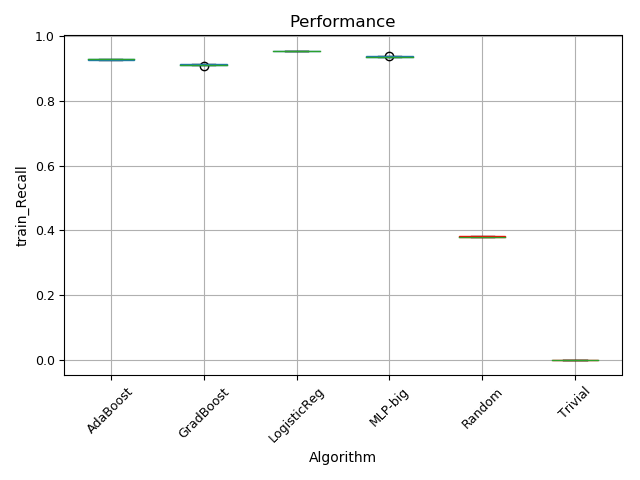 Performance
train_Recall
1.0
0.8
0.6
0.4
0.2
0.0
AdaBoost
GradBoost
LogisticReg
MLP-big
Random
Trivial
Algorithm